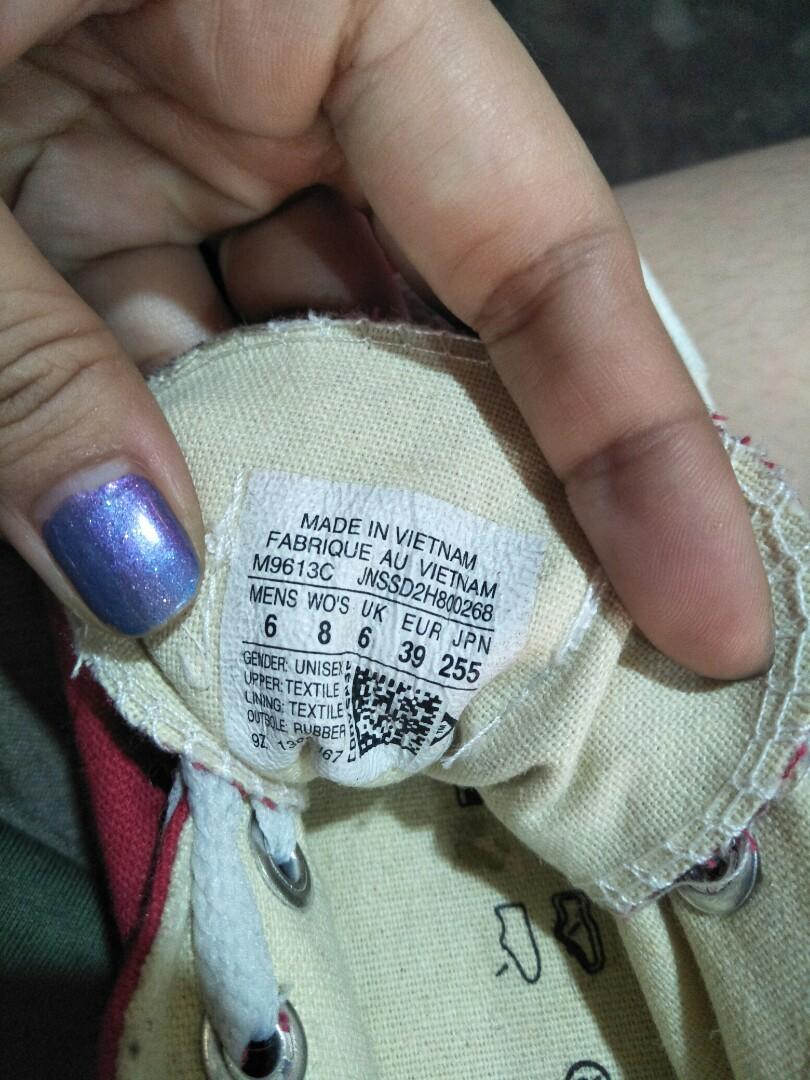 MADE IN VIETNAM
FABRIQUE AU VIETNAM
M9613C JNSSD2H800268
MENS WO'S UK EUR JPN
6 8 6 39 255
GENDER: UNISEX
UPPER: TEXTILE
LINING: TEXTILE
OUTSOLE: RUBBER
9Z